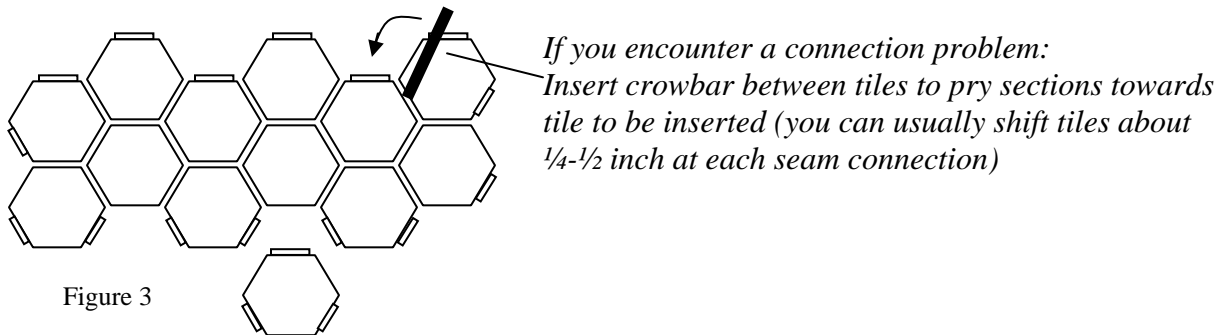 If you encounter a connection problem:
Insert crowbar between tiles to pry sections towards
tile to be inserted (you can usually shift tiles about
¼-½ inch at each seam connection)
Figure 3